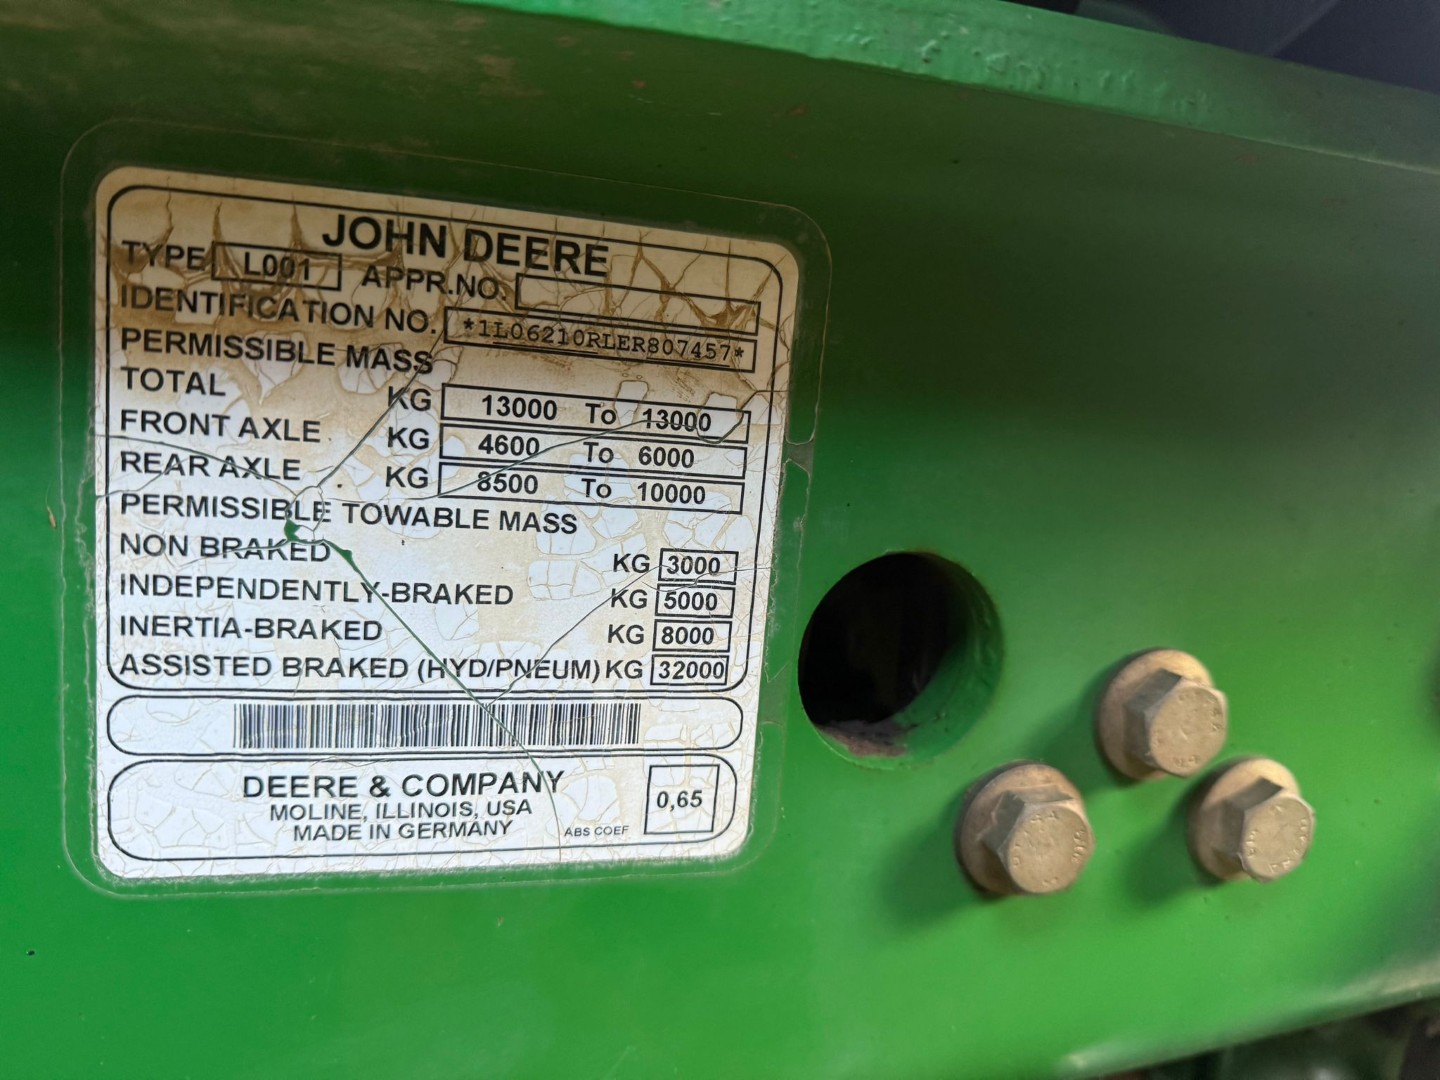 JOHN DEERE
TYPE L001 APPR.NO.
IDENTIFICATION NO. *1L06210RLER807457*
PERMISSIBLE MASS
TOTAL KG 13000 To 13000
FRONT AXLE KG 4600 To 6000
REAR AXLE KG 8500 To 10000
PERMISSIBLE TOWABLE MASS
NON BRAKED KG 3000
INDEPENDENTLY-BRAKED KG 5000
INERTIA-BRAKED KG 8000
ASSISTED BRAKED (HYD/PNEUM) KG 32000
DEERE & COMPANY
MOLINE, ILLINOIS, USA
MADE IN GERMANY
ABS COEF 0,65